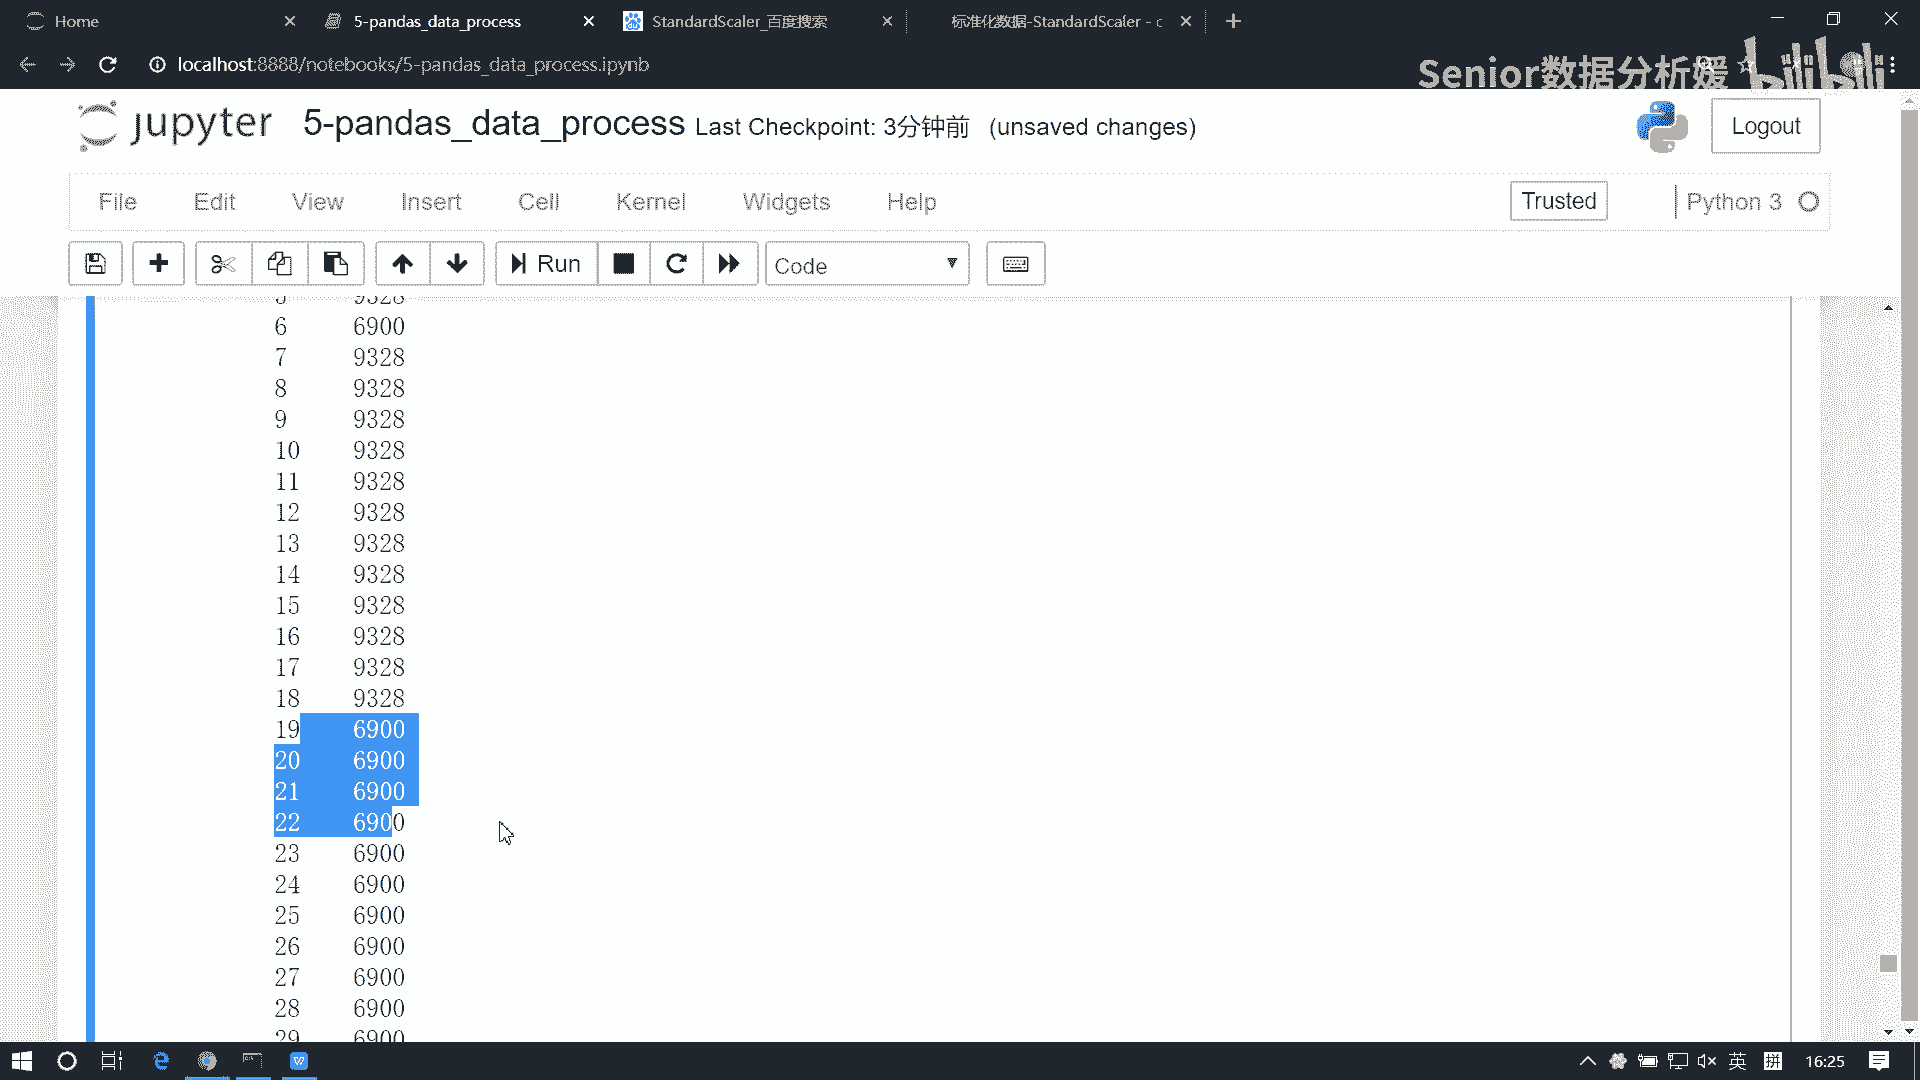 Home
5-pandas_data_process
StandardScaler_百度搜索
标准化数据-StandardScaler - c
localhost:8888/notebooks/5-pandas_data_process.ipynb
Senior数据分析媛
bilibili
jupyter
5-pandas_data_process Last Checkpoint: 3分钟前 (unsaved changes)
Logout
File Edit View Insert Cell Kernel Widgets Help
Trusted
Python 3
Run
Code
5 9328
6 6900
7 9328
8 9328
9 9328
10 9328
11 9328
12 9328
13 9328
14 9328
15 9328
16 9328
17 9328
18 9328
19 6900
20 6900
21 6900
22 6900
23 6900
24 6900
25 6900
26 6900
27 6900
28 6900
29 6900
英
拼
16:25